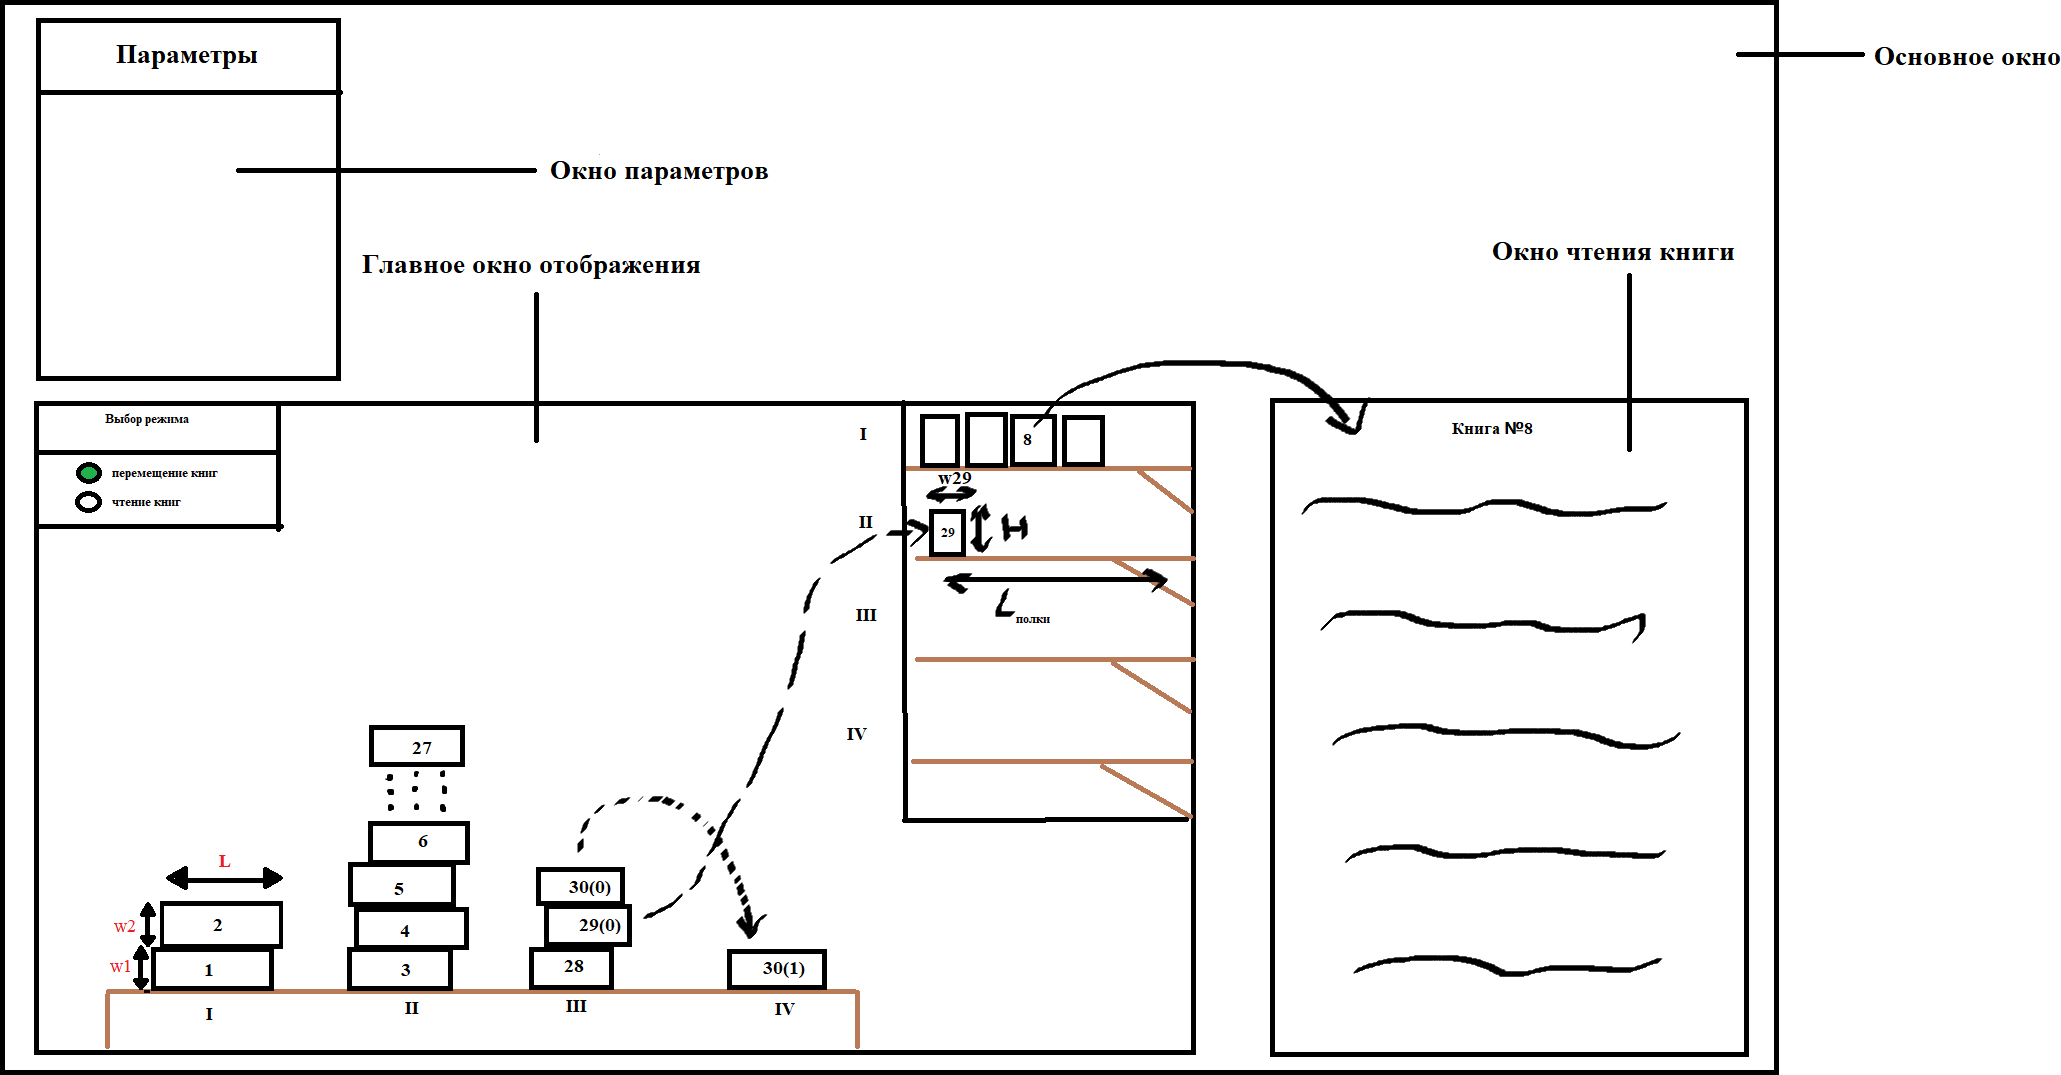 Параметры
Основное окно
Окно параметров
Главное окно отображения
Окно чтения книги
Выбор режима
перемещение книг
чтение книг
I
8
Книга №8
w29
II
29
H
L полки
III
IV
27
6
L
5
30(0)
2
w2
4
29(0)
w1
1
3
28
30(1)
I
II
III
IV